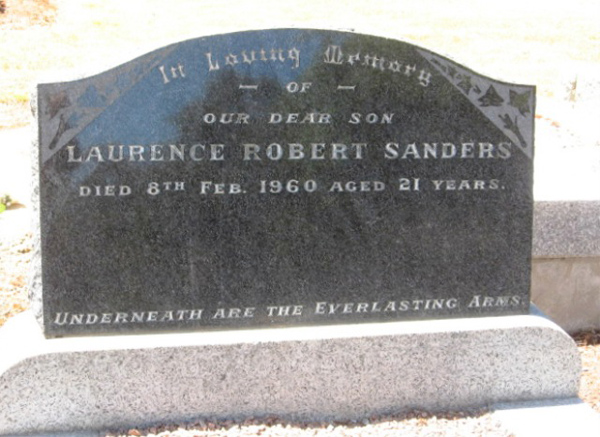 In Loving Memory
— OF —
OUR DEAR SON
LAURENCE ROBERT SANDERS
DIED 8TH FEB. 1960 AGED 21 YEARS.
UNDERNEATH ARE THE EVERLASTING ARMS.